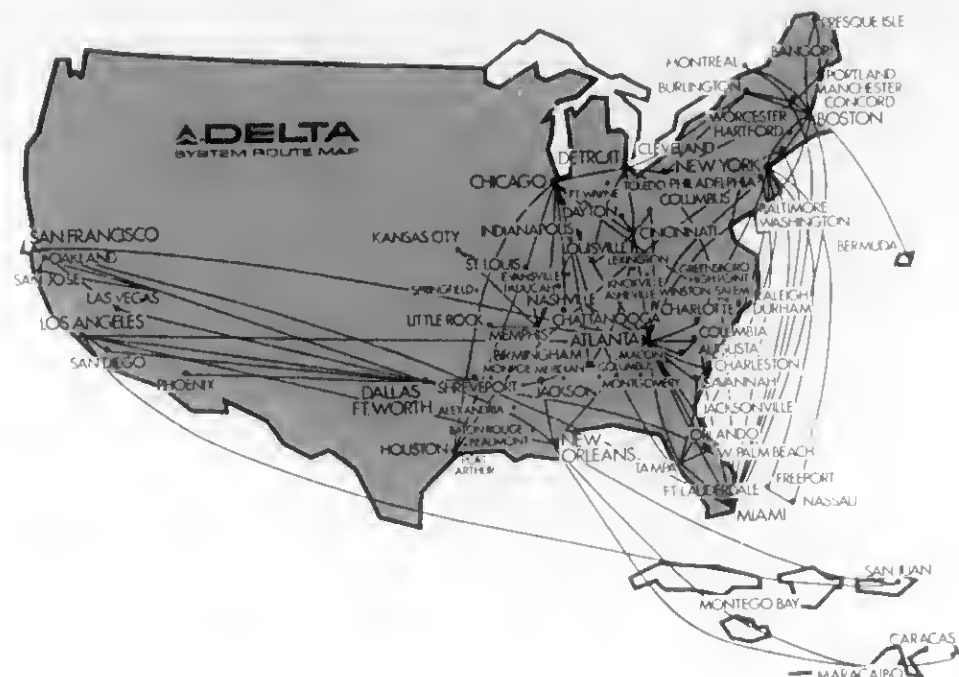 PRESQUE ISLE
BANGOR
MONTREAL
BURLINGTON
PORTLAND
MANCHESTER
CONCORD
BOSTON
WORCESTER
HARTFORD
DELTA
SYSTEM ROUTE MAP
CLEVELAND
DETROIT
NEW YORK
CHICAGO
TOLEDO
PHILADELPHIA
FT. WAYNE
COLUMBUS
DAYTON
BALTIMORE
WASHINGTON
INDIANAPOLIS
CINCINNATI
SAN FRANCISCO
KANSAS CITY
LOUISVILLE
BERMUDA
OAKLAND
LEXINGTON
ST. LOUIS
GREENSBORO
HIGH POINT
WINSTON SALEM
SAN JOSE
EVANSVILLE
PADUCAH
KNOXVILLE
ASHEVILLE
SPRINGFIELD
LAS VEGAS
NASHVILLE
RALEIGH
DURHAM
CHARLOTTE
LOS ANGELES
LITTLE ROCK
CHATTANOOGA
MEMPHIS
ATLANTA
COLUMBIA
AUGUSTA
SAN DIEGO
BIRMINGHAM
MACON
CHARLESTON
MONROE
MERIDIAN
COLUMBUS
PHOENIX
DALLAS
FT. WORTH
SHREVEPORT
JACKSON
MONTGOMERY
SAVANNAH
ALEXANDRIA
JACKSONVILLE
BATON ROUGE
ORLANDO
HOUSTON
BEAUMONT
PORT
ARTHUR
NEW
ORLEANS
W PALM BEACH
TAMPA
FREEPORT
FT LAUDERDALE
NASSAU
MIAMI
SAN JUAN
MONTEGO BAY
CARACAS
MARACAIBO